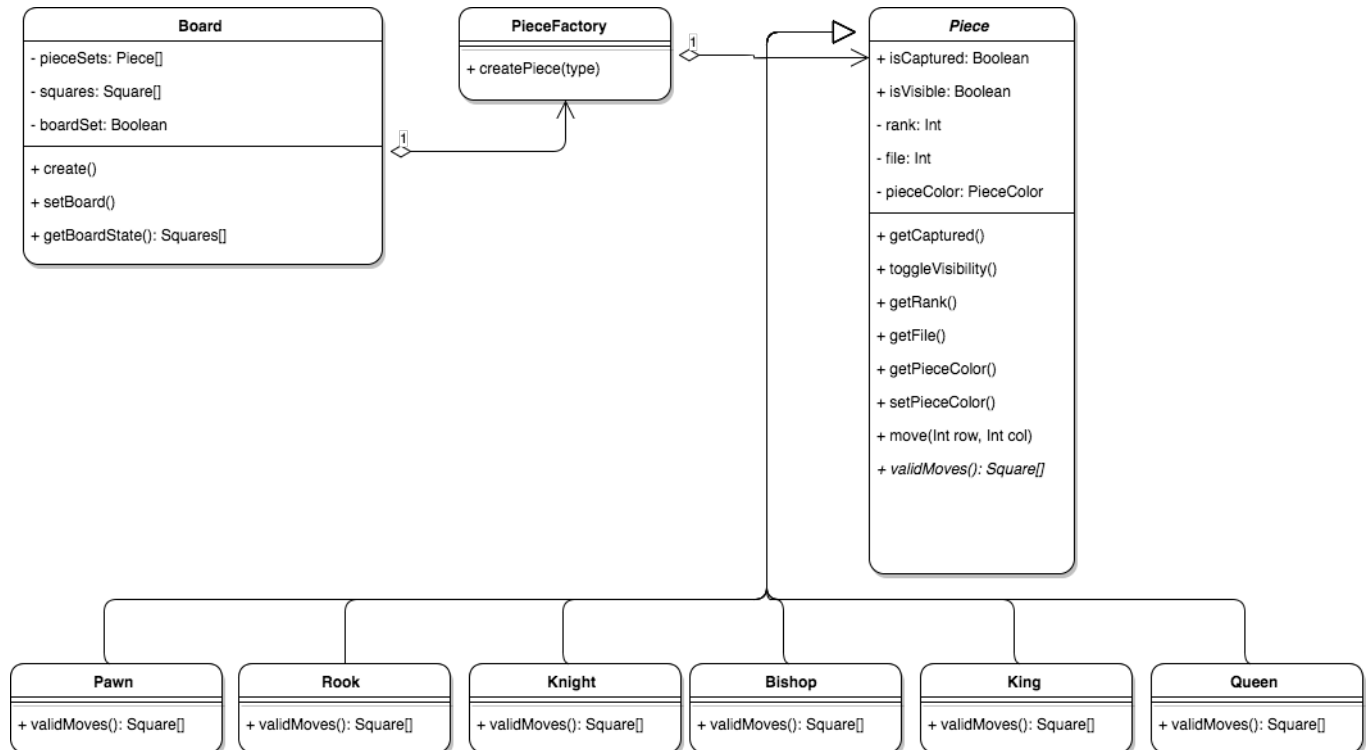 Board
- pieceSets: Piece[]
- squares: Square[]
- boardSet: Boolean
+ create()
+ setBoard()
+ getBoardState(): Squares[]
1
PieceFactory
+ createPiece(type)
1
Piece
+ isCaptured: Boolean
+ isVisible: Boolean
- rank: Int
- file: Int
- pieceColor: PieceColor
+ getCaptured()
+ toggleVisibility()
+ getRank()
+ getFile()
+ getPieceColor()
+ setPieceColor()
+ move(Int row, Int col)
+ validMoves(): Square[]
Pawn
+ validMoves(): Square[]
Rook
+ validMoves(): Square[]
Knight
+ validMoves(): Square[]
Bishop
+ validMoves(): Square[]
King
+ validMoves(): Square[]
Queen
+ validMoves(): Square[]